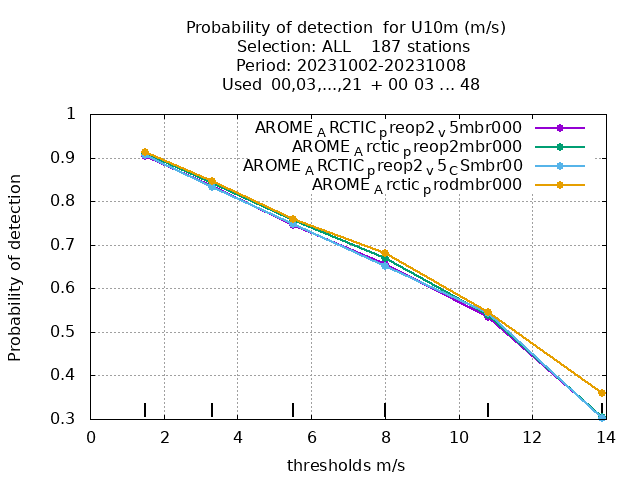 Probability of detection  for U10m (m/s)
Selection: ALL    187 stations
Period: 20231002-20231008
Used  00,03,...,21  + 00 03 ... 48
AROME_ARCTIC_preop2_v5mbr000
AROME_Arctic_preop2mbr000
AROME_ARCTIC_preop2_v5_CSmbr00
AROME_Arctic_prodmbr000
Probability of detection
1
0.9
0.8
0.7
0.6
0.5
0.4
0.3
0 2 4 6 8 10 12 14
thresholds m/s